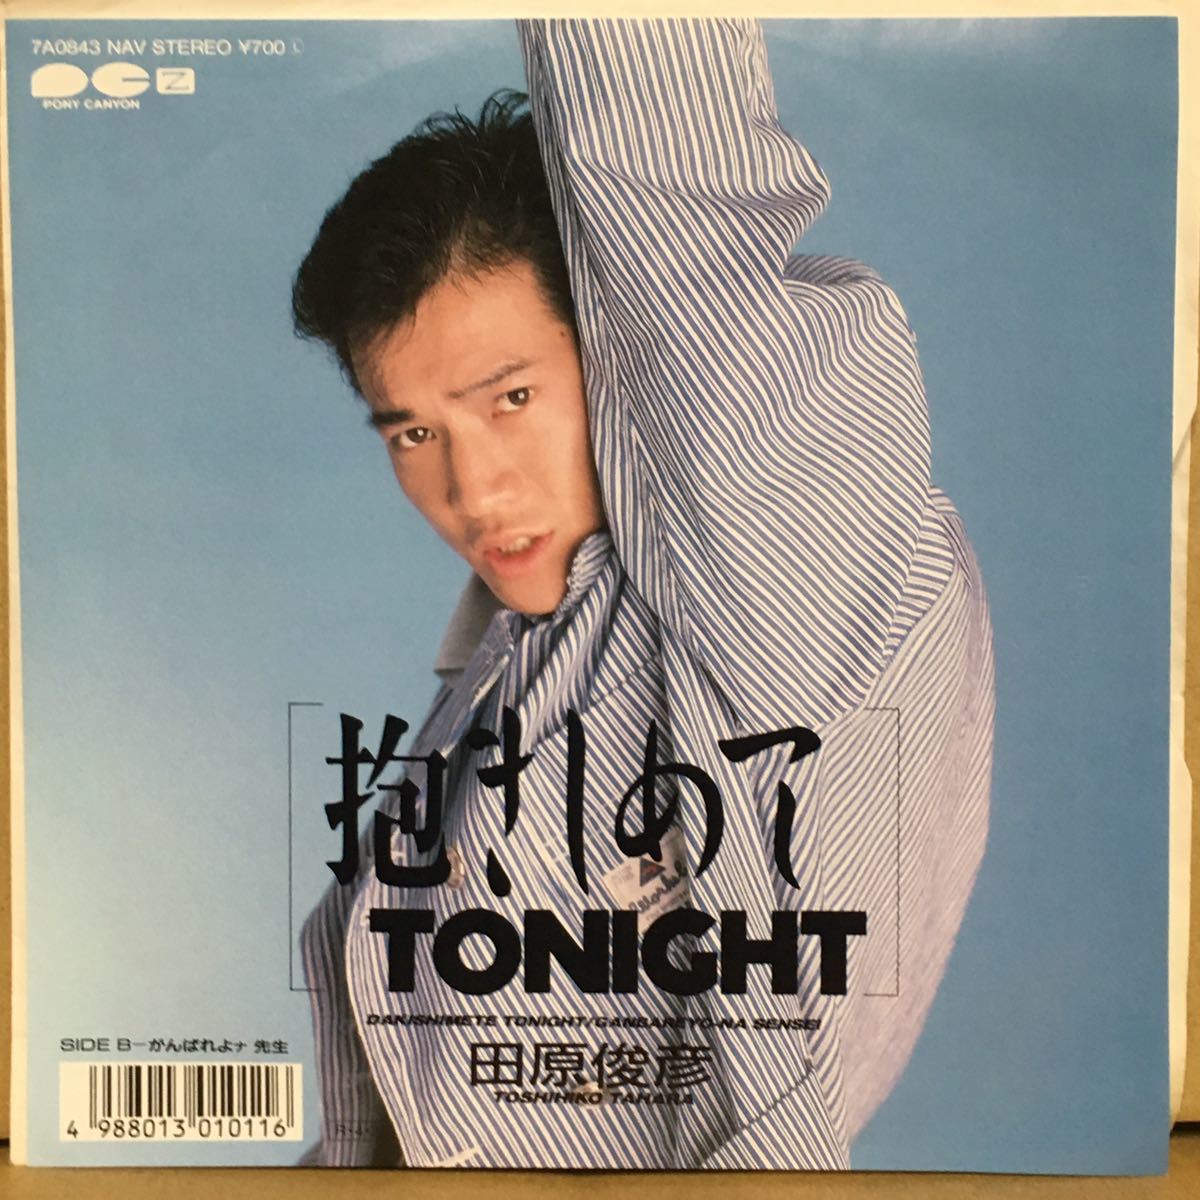 7A0843 NAV STEREO ¥700 Ⓛ
PONY CANYON
抱きしめて
TONIGHT
DAKISHIMETE TONIGHT/GANBAREYO-NA SENSEI
SIDE B—がんばれよナ 先生
田原俊彦
TOSHIHIKO TAHARA
4 988013 010116